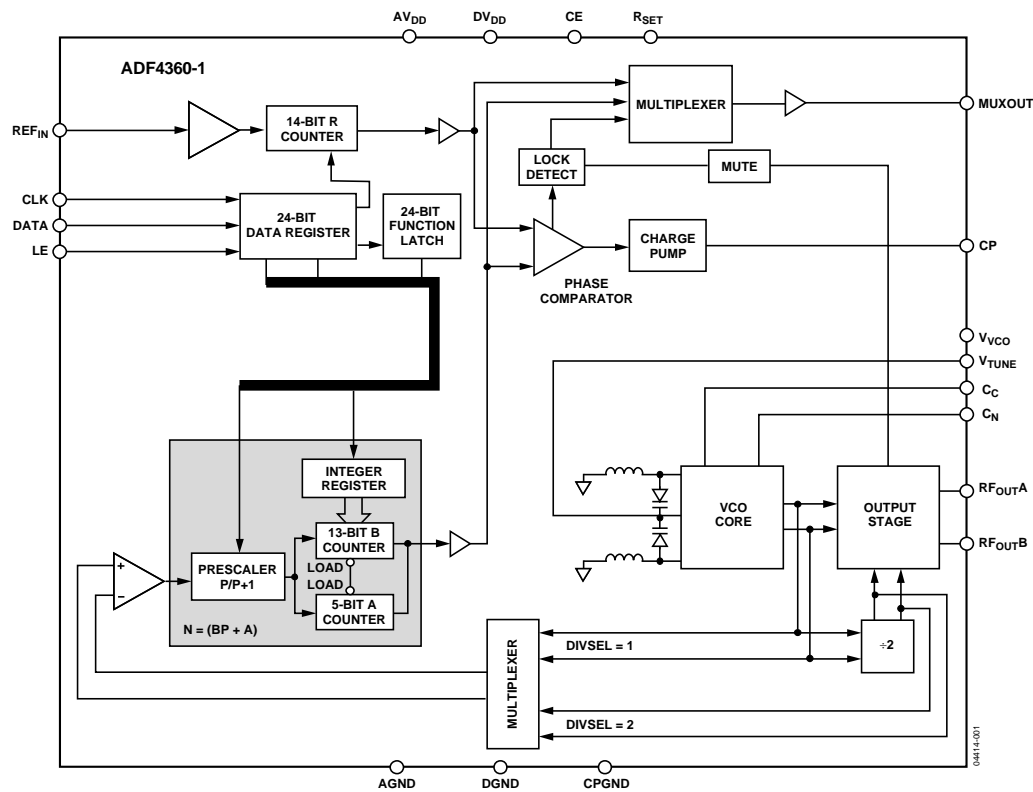 AVDD
DVDD
CE
RSET
ADF4360-1
MULTIPLEXER
MUXOUT
REFIN
14-BIT R
COUNTER
LOCK
DETECT
MUTE
CLK
DATA
LE
24-BIT
DATA REGISTER
24-BIT
FUNCTION
LATCH
CHARGE
PUMP
CP
PHASE
COMPARATOR
VVCO
VTUNE
CC
CN
INTEGER
REGISTER
13-BIT B
COUNTER
LOAD
LOAD
5-BIT A
COUNTER
PRESCALER
P/P+1
+
–
N = (BP + A)
VCO
CORE
OUTPUT
STAGE
RFOUTA
RFOUTB
MULTIPLEXER
DIVSEL = 1
DIVSEL = 2
÷2
04414-001
AGND
DGND
CPGND